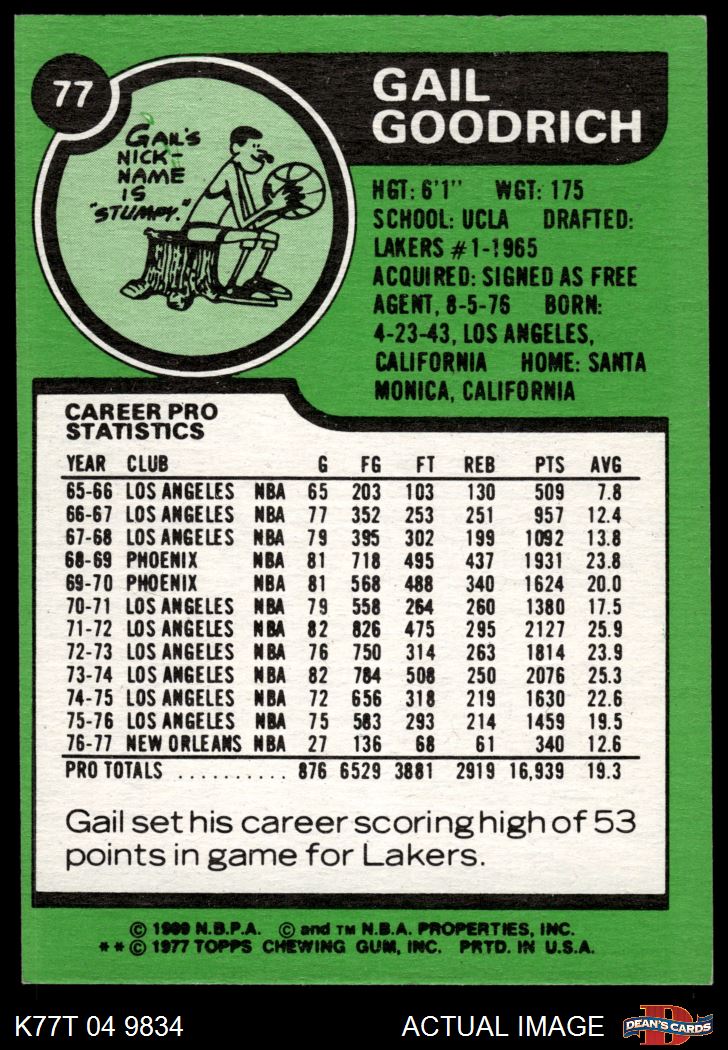 77
GAIL
GOODRICH
GAIL'S
NICK-
NAME
IS
"STUMPY."
HGT: 6'1" WGT: 175
SCHOOL: UCLA DRAFTED:
LAKERS #1-1965
ACQUIRED: SIGNED AS FREE
AGENT, 8-5-76 BORN:
4-23-43, LOS ANGELES,
CALIFORNIA HOME: SANTA
MONICA, CALIFORNIA
CAREER PRO
STATISTICS
YEAR CLUB G FG FT REB PTS AVG
65-66 LOS ANGELES NBA 65 203 103 130 509 7.8
66-67 LOS ANGELES NBA 77 352 253 251 957 12.4
67-68 LOS ANGELES NBA 79 395 302 199 1092 13.8
68-69 PHOENIX NBA 81 718 495 437 1931 23.8
69-70 PHOENIX NBA 81 568 488 340 1624 20.0
70-71 LOS ANGELES NBA 79 558 264 260 1380 17.5
71-72 LOS ANGELES NBA 82 826 475 295 2127 25.9
72-73 LOS ANGELES NBA 76 750 314 263 1814 23.9
73-74 LOS ANGELES NBA 82 784 508 250 2076 25.3
74-75 LOS ANGELES NBA 72 656 318 219 1630 22.6
75-76 LOS ANGELES NBA 75 583 293 214 1459 19.5
76-77 NEW ORLEANS NBA 27 136 68 61 340 12.6
PRO TOTALS .......... 876 6529 3881 2919 16,939 19.3
Gail set his career scoring high of 53
points in game for Lakers.
© N.B.P.A. © and TM N.B.A. PROPERTIES, INC.
**© 1977 TOPPS CHEWING GUM, INC. PRTD. IN U.S.A.
K77T 04 9834 ACTUAL IMAGE
D
DEAN'S CARDS